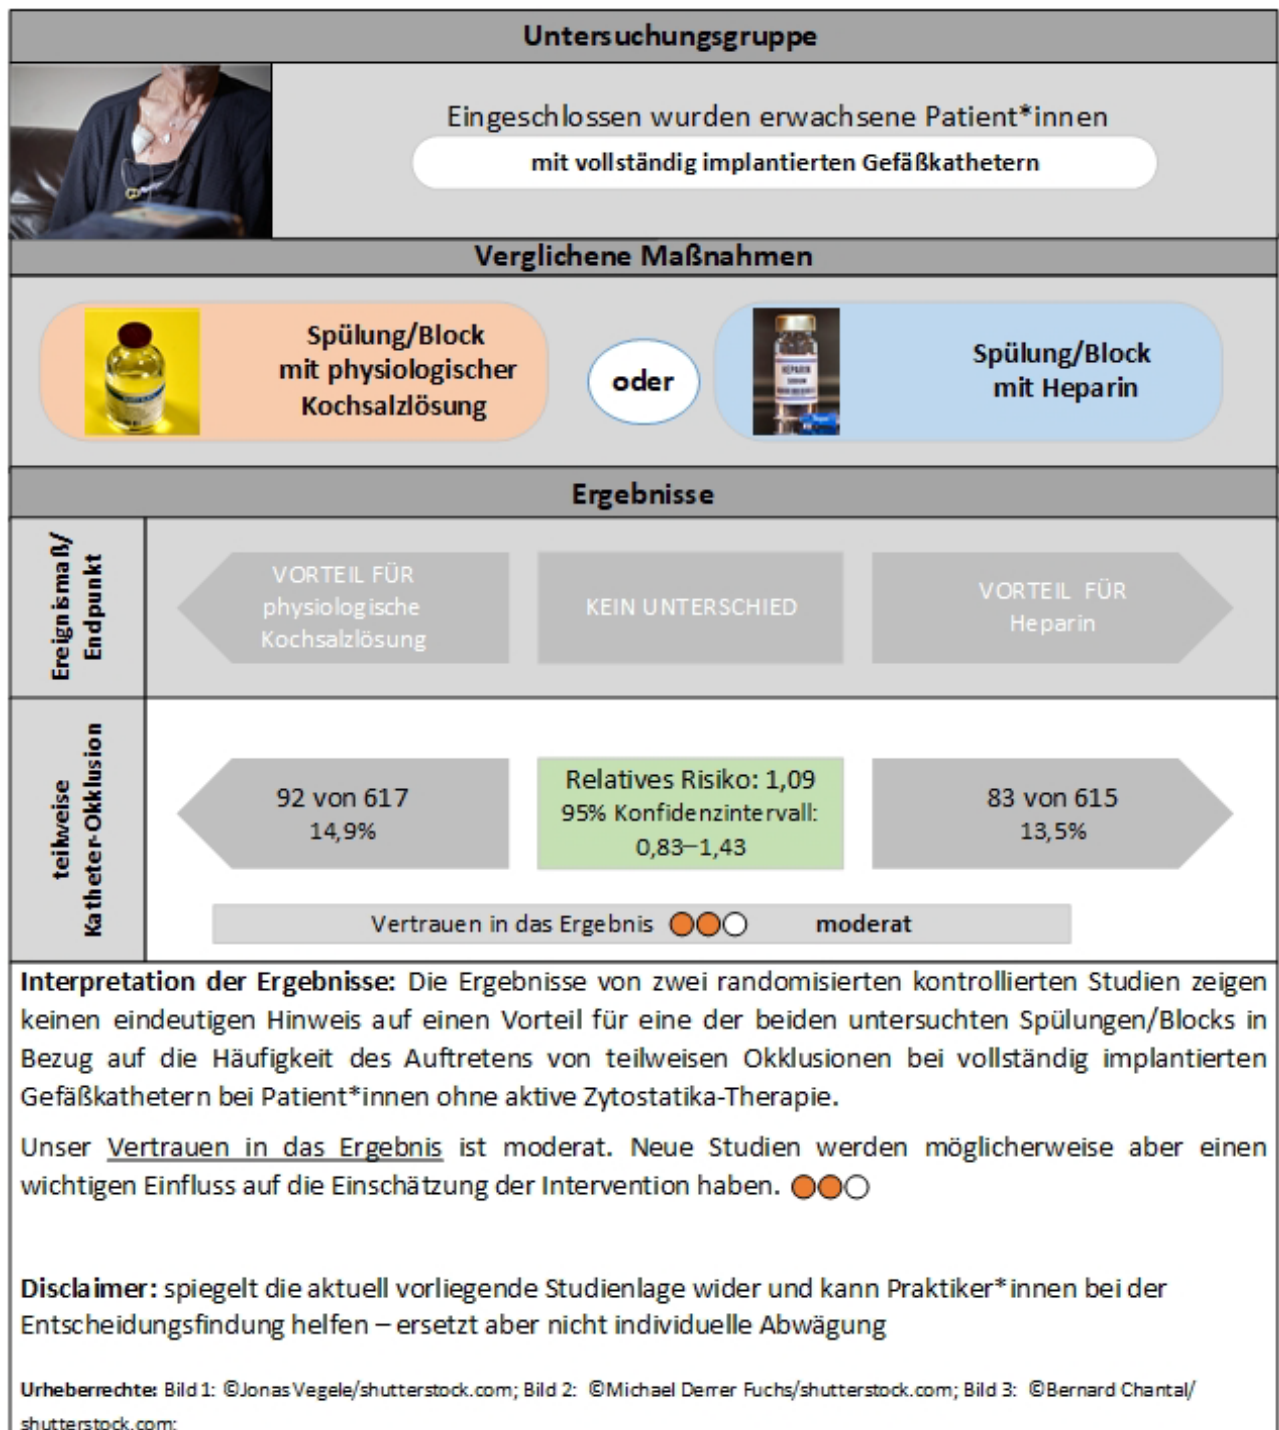 Untersuchungsgruppe
Eingeschlossen wurden erwachsene Patient*innen
mit vollständig implantierten Gefäßkathetern
Verglichene Maßnahmen
Spülung/Block
mit physiologischer
Kochsalzlösung
oder
HEPARIN
SODIUM
Spülung/Block
mit Heparin
Ergebnisse
Ereignismaß/
Endpunkt
VORTEIL FÜR
physiologische
Kochsalzlösung
KEIN UNTERSCHIED
VORTEIL FÜR
Heparin
teilweise
Katheter-Okklusion
92 von 617
14,9%
Relatives Risiko: 1,09
95% Konfidenzintervall:
0,83–1,43
83 von 615
13,5%
Vertrauen in das Ergebnis moderat
Interpretation der Ergebnisse: Die Ergebnisse von zwei randomisierten kontrollierten Studien zeigen
keinen eindeutigen Hinweis auf einen Vorteil für eine der beiden untersuchten Spülungen/Blocks in
Bezug auf die Häufigkeit des Auftretens von teilweisen Okklusionen bei vollständig implantierten
Gefäßkathetern bei Patient*innen ohne aktive Zytostatika-Therapie.
Unser Vertrauen in das Ergebnis ist moderat. Neue Studien werden möglicherweise aber einen
wichtigen Einfluss auf die Einschätzung der Intervention haben.
Disclaimer: spiegelt die aktuell vorliegende Studienlage wider und kann Praktiker*innen bei der
Entscheidungsfindung helfen – ersetzt aber nicht individuelle Abwägung
Urheberrechte: Bild 1: ©Jonas Vegele/shutterstock.com; Bild 2: ©Michael Derrer Fuchs/shutterstock.com; Bild 3: ©Bernard Chantal/
shutterstock.com;